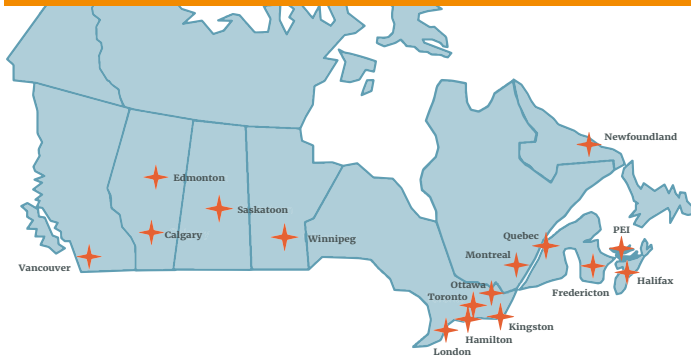 Newfoundland
Edmonton
Saskatoon
PEI
Calgary
Quebec
Winnipeg
Montreal
Vancouver
Halifax
Ottawa
Fredericton
Toronto
Kingston
Hamilton
London